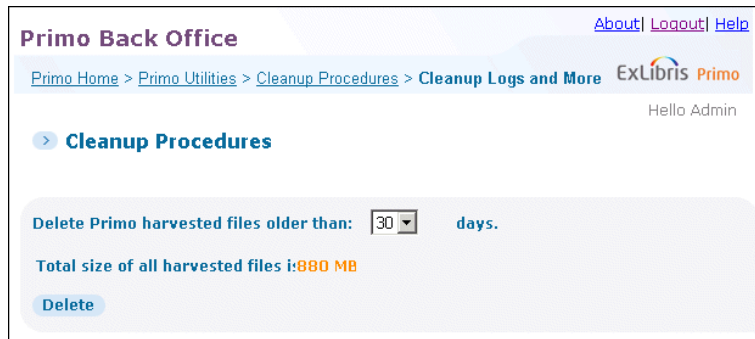 About| Logout| Help
Primo Back Office
Primo Home > Primo Utilities > Cleanup Procedures > Cleanup Logs and More
ExLibris Primo
Hello Admin
> Cleanup Procedures
Delete Primo harvested files older than: 30 days.
Total size of all harvested files is 880 MB
Delete